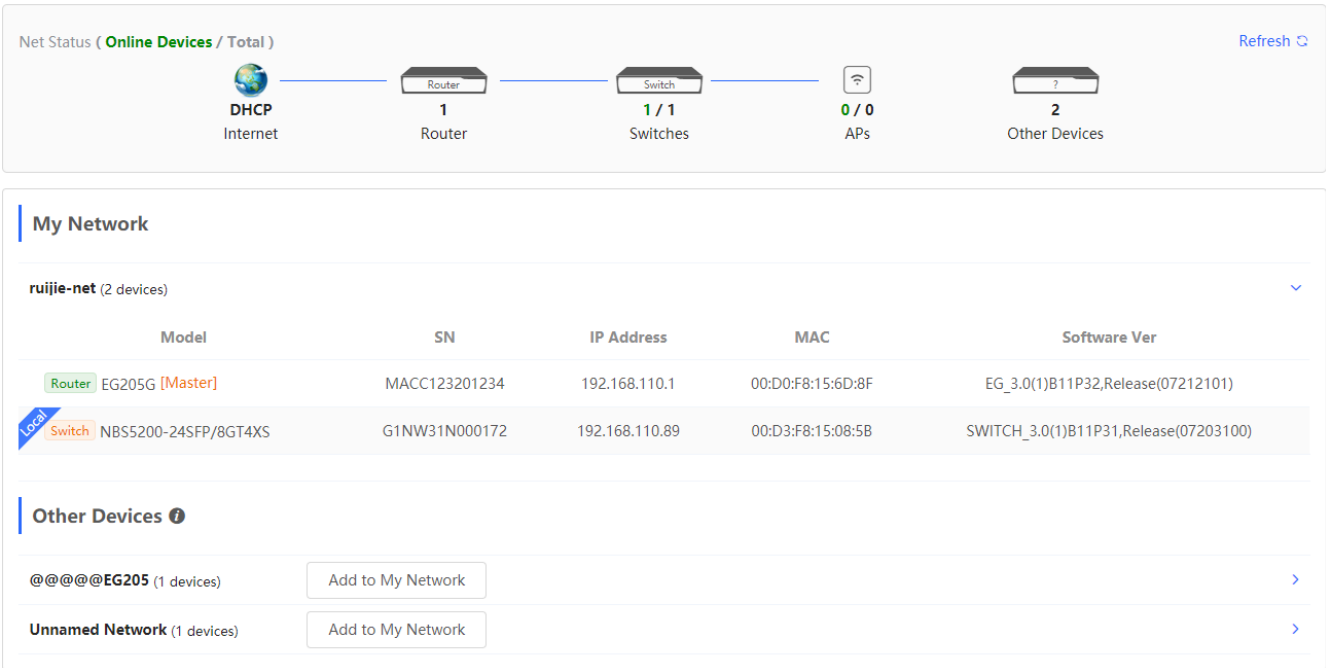 Net Status ( Online Devices / Total )
Refresh
Router
Switch
?
DHCP
1
1 / 1
0 / 0
2
Internet
Router
Switches
APs
Other Devices
My Network
ruijie-net (2 devices)
Model SN IP Address MAC Software Ver
Router EG205G [Master] MACC123201234 192.168.110.1 00:D0:F8:15:6D:8F EG_3.0(1)B11P32,Release(07212101)
Local Switch NBS5200-24SFP/8GT4XS G1NW31N000172 192.168.110.89 00:D3:F8:15:08:5B SWITCH_3.0(1)B11P31,Release(07203100)
Other Devices i
@@@@@EG205 (1 devices) Add to My Network
Unnamed Network (1 devices) Add to My Network